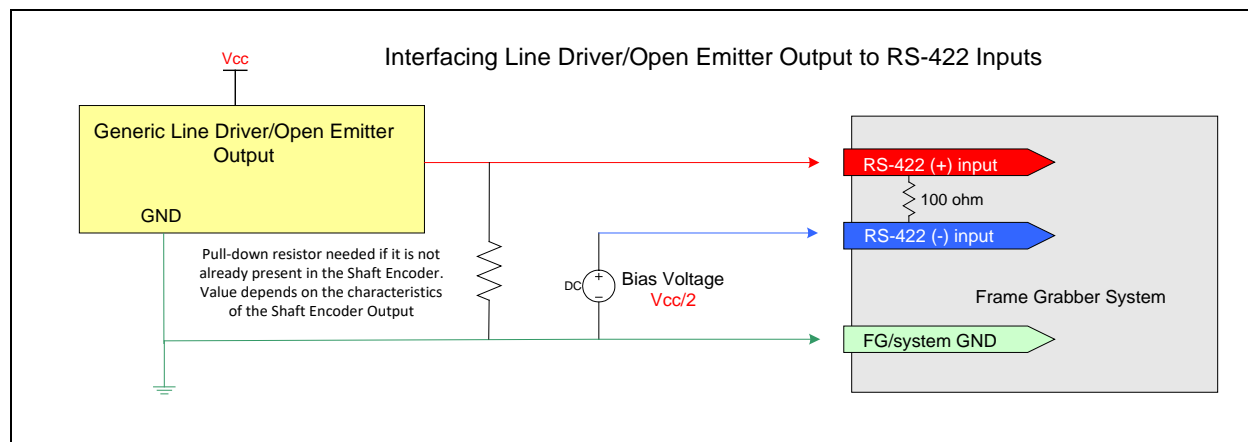 Interfacing Line Driver/Open Emitter Output to RS-422 Inputs
Vcc
Generic Line Driver/Open Emitter
Output
GND
Pull-down resistor needed if it is not
already present in the Shaft Encoder.
Value depends on the characteristics
of the Shaft Encoder Output
DC
+
−
Bias Voltage
Vcc/2
RS-422 (+) input
100 ohm
RS-422 (-) input
Frame Grabber System
FG/system GND